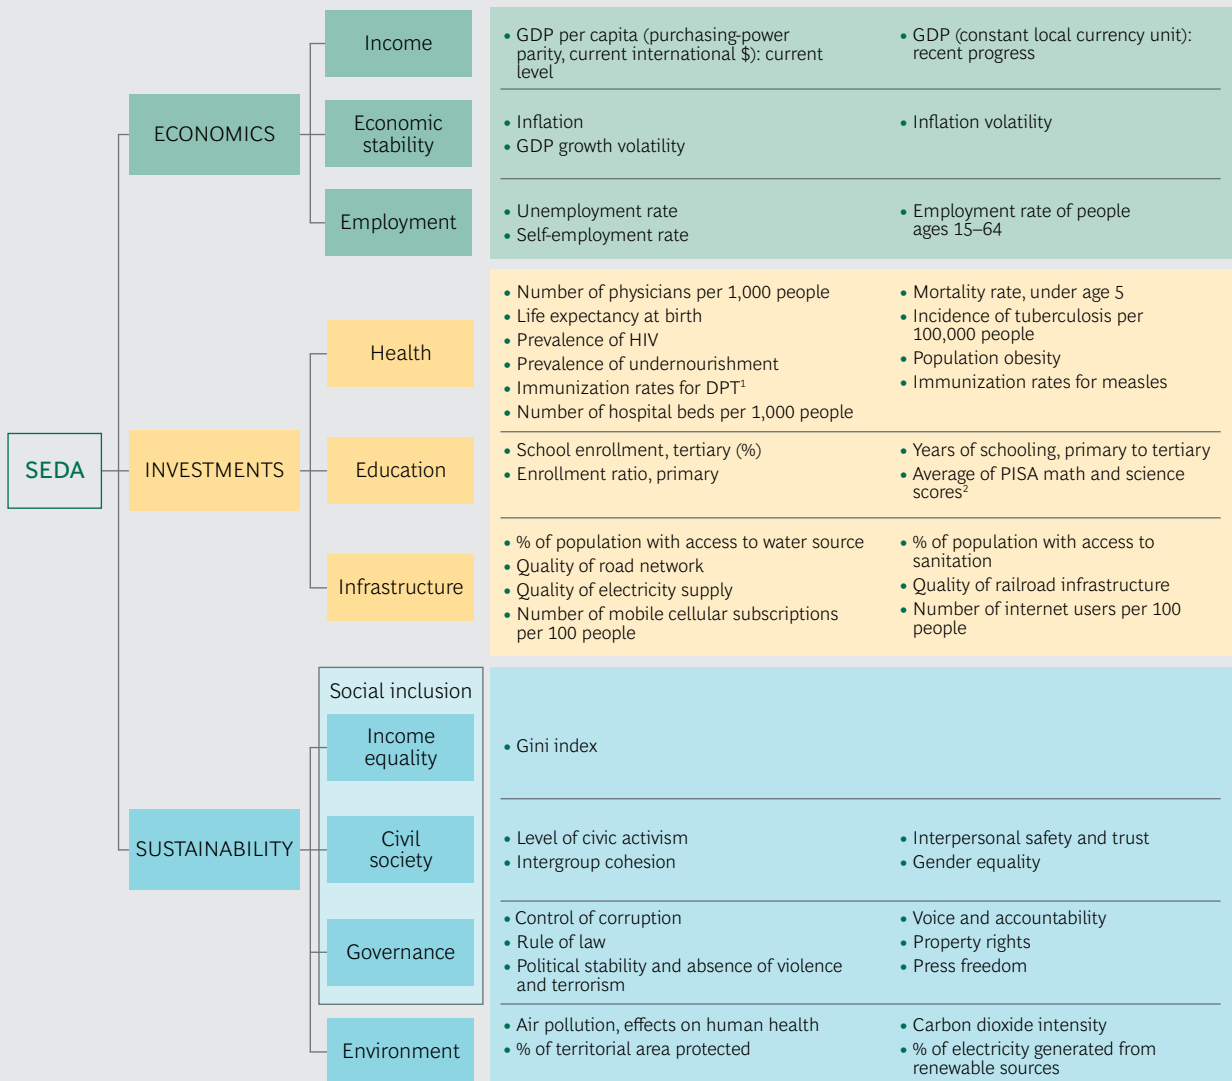 SEDA
ECONOMICS
Income
• GDP per capita (purchasing-power
parity, current international $): current
level
• GDP (constant local currency unit):
recent progress
Economic
stability
• Inflation
• GDP growth volatility
• Inflation volatility
Employment
• Unemployment rate
• Self-employment rate
• Employment rate of people
ages 15–64
INVESTMENTS
Health
• Number of physicians per 1,000 people
• Life expectancy at birth
• Prevalence of HIV
• Prevalence of undernourishment
• Immunization rates for DPT¹
• Number of hospital beds per 1,000 people
• Mortality rate, under age 5
• Incidence of tuberculosis per
100,000 people
• Population obesity
• Immunization rates for measles
Education
• School enrollment, tertiary (%)
• Enrollment ratio, primary
• Years of schooling, primary to tertiary
• Average of PISA math and science
scores²
Infrastructure
• % of population with access to water source
• Quality of road network
• Quality of electricity supply
• Number of mobile cellular subscriptions
per 100 people
• % of population with access to
sanitation
• Quality of railroad infrastructure
• Number of internet users per 100
people
SUSTAINABILITY
Social inclusion
Income
equality
• Gini index
Civil
society
• Level of civic activism
• Intergroup cohesion
• Interpersonal safety and trust
• Gender equality
Governance
• Control of corruption
• Rule of law
• Political stability and absence of violence
and terrorism
• Voice and accountability
• Property rights
• Press freedom
Environment
• Air pollution, effects on human health
• % of territorial area protected
• Carbon dioxide intensity
• % of electricity generated from
renewable sources